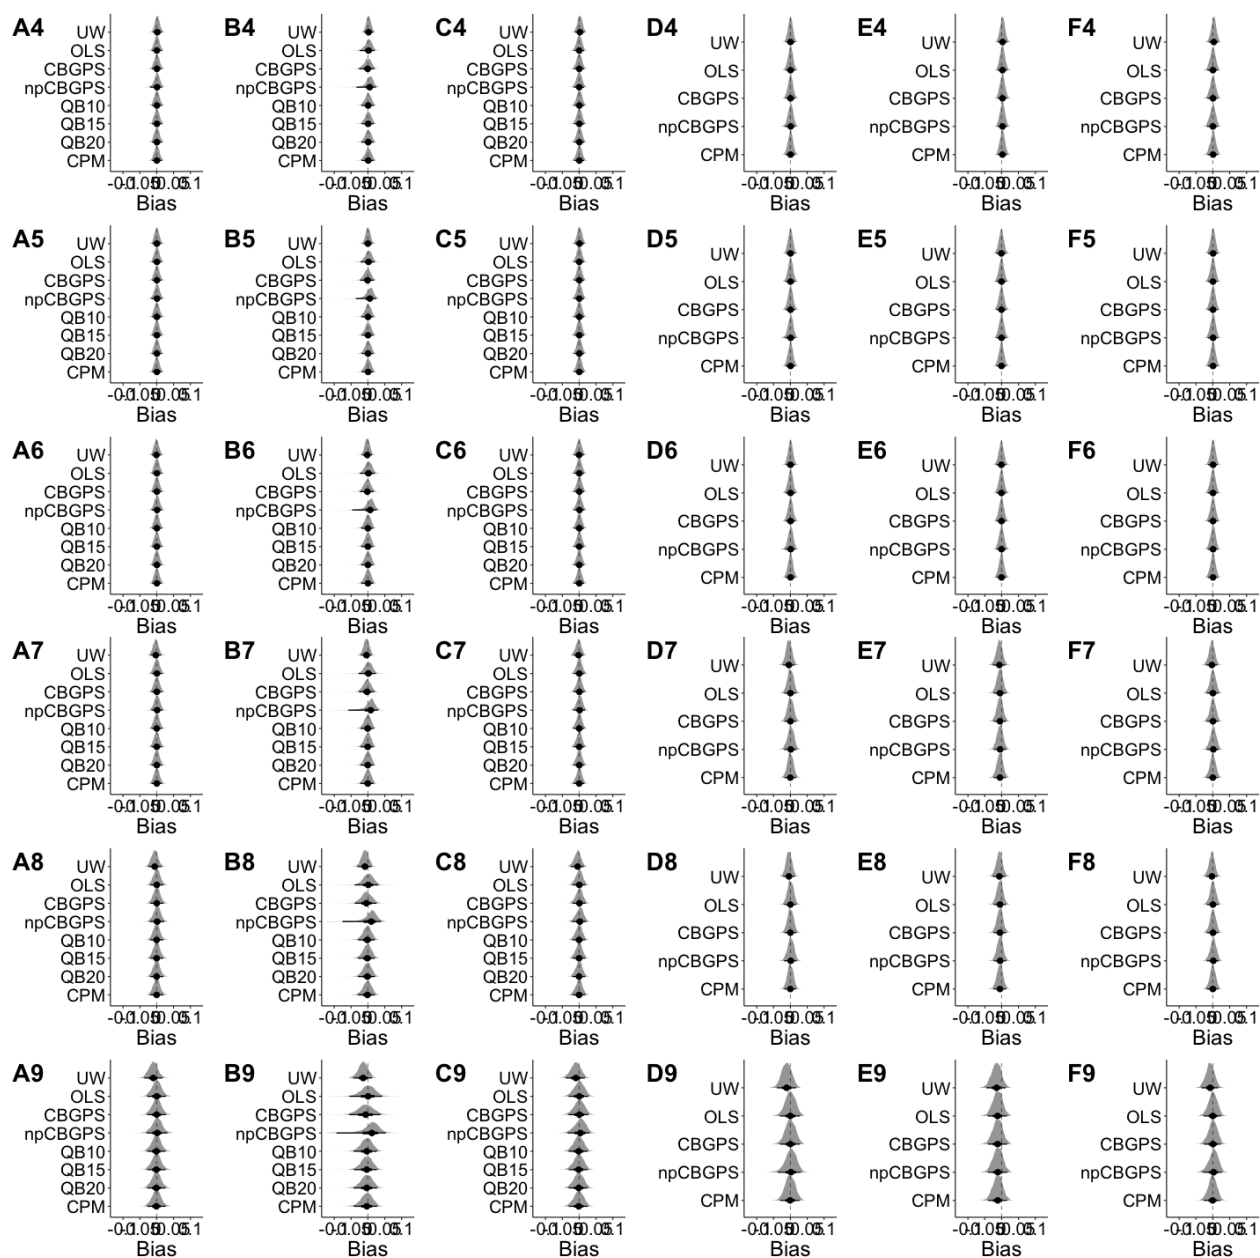 A4
UW
OLS
CBGPS
npCBGPS
QB10
QB15
QB20
CPM
Bias
B4
UW
OLS
CBGPS
npCBGPS
QB10
QB15
QB20
CPM
Bias
C4
UW
OLS
CBGPS
npCBGPS
QB10
QB15
QB20
CPM
Bias
D4
UW
OLS
CBGPS
npCBGPS
CPM
Bias
E4
UW
OLS
CBGPS
npCBGPS
CPM
Bias
F4
UW
OLS
CBGPS
npCBGPS
CPM
Bias
A5
UW
OLS
CBGPS
npCBGPS
QB10
QB15
QB20
CPM
Bias
B5
UW
OLS
CBGPS
npCBGPS
QB10
QB15
QB20
CPM
Bias
C5
UW
OLS
CBGPS
npCBGPS
QB10
QB15
QB20
CPM
Bias
D5
UW
OLS
CBGPS
npCBGPS
CPM
Bias
E5
UW
OLS
CBGPS
npCBGPS
CPM
Bias
F5
UW
OLS
CBGPS
npCBGPS
CPM
Bias
A6
UW
OLS
CBGPS
npCBGPS
QB10
QB15
QB20
CPM
Bias
B6
UW
OLS
CBGPS
npCBGPS
QB10
QB15
QB20
CPM
Bias
C6
UW
OLS
CBGPS
npCBGPS
QB10
QB15
QB20
CPM
Bias
D6
UW
OLS
CBGPS
npCBGPS
CPM
Bias
E6
UW
OLS
CBGPS
npCBGPS
CPM
Bias
F6
UW
OLS
CBGPS
npCBGPS
CPM
Bias
A7
UW
OLS
CBGPS
npCBGPS
QB10
QB15
QB20
CPM
Bias
B7
UW
OLS
CBGPS
npCBGPS
QB10
QB15
QB20
CPM
Bias
C7
UW
OLS
CBGPS
npCBGPS
QB10
QB15
QB20
CPM
Bias
D7
UW
OLS
CBGPS
npCBGPS
CPM
Bias
E7
UW
OLS
CBGPS
npCBGPS
CPM
Bias
F7
UW
OLS
CBGPS
npCBGPS
CPM
Bias
A8
UW
OLS
CBGPS
npCBGPS
QB10
QB15
QB20
CPM
Bias
B8
UW
OLS
CBGPS
npCBGPS
QB10
QB15
QB20
CPM
Bias
C8
UW
OLS
CBGPS
npCBGPS
QB10
QB15
QB20
CPM
Bias
D8
UW
OLS
CBGPS
npCBGPS
CPM
Bias
E8
UW
OLS
CBGPS
npCBGPS
CPM
Bias
F8
UW
OLS
CBGPS
npCBGPS
CPM
Bias
A9
UW
OLS
CBGPS
npCBGPS
QB10
QB15
QB20
CPM
Bias
B9
UW
OLS
CBGPS
npCBGPS
QB10
QB15
QB20
CPM
Bias
C9
UW
OLS
CBGPS
npCBGPS
QB10
QB15
QB20
CPM
Bias
D9
UW
OLS
CBGPS
npCBGPS
CPM
Bias
E9
UW
OLS
CBGPS
npCBGPS
CPM
Bias
F9
UW
OLS
CBGPS
npCBGPS
CPM
Bias